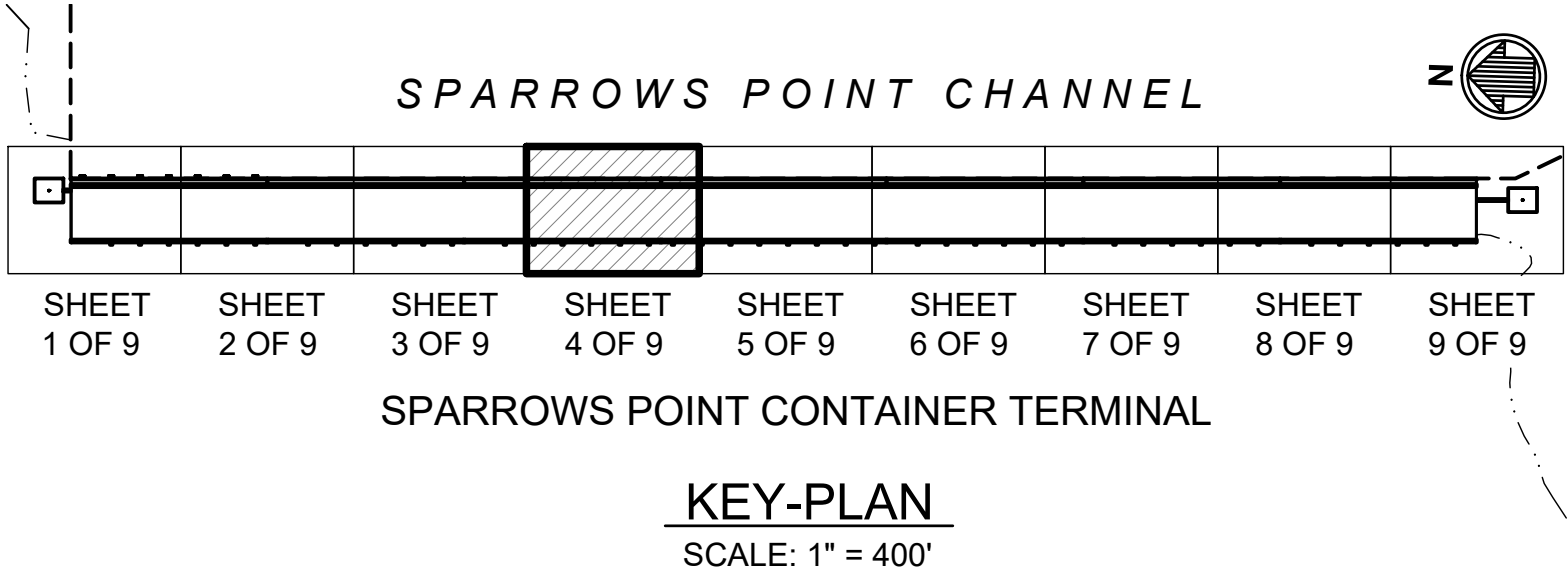 N
SPARROWS POINT CHANNEL
SHEET
1 OF 9
SHEET
2 OF 9
SHEET
3 OF 9
SHEET
4 OF 9
SHEET
5 OF 9
SHEET
6 OF 9
SHEET
7 OF 9
SHEET
8 OF 9
SHEET
9 OF 9
SPARROWS POINT CONTAINER TERMINAL
KEY-PLAN
SCALE: 1" = 400'